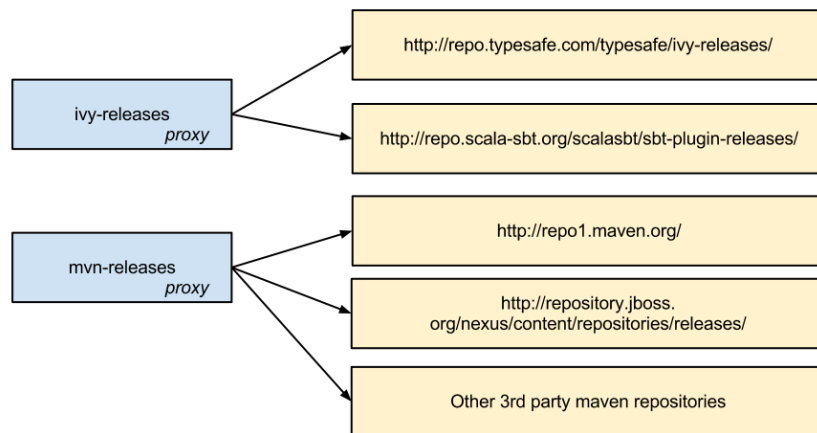 ivy-releases
proxy
http://repo.typesafe.com/typesafe/ivy-releases/
http://repo.scala-sbt.org/scalasbt/sbt-plugin-releases/
mvn-releases
proxy
http://repo1.maven.org/
http://repository.jboss.
org/nexus/content/repositories/releases/
Other 3rd party maven repositories